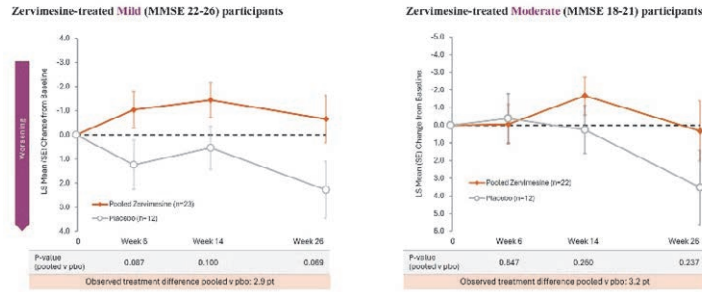 Zervimesine-treated Mild (MMSE 22-26) participants
Worsening
LS Mean (SE) Change from Baseline
-4.0
-3.0
-2.0
-1.0
0.0
1.0
2.0
3.0
4.0
Pooled Zervimesine (n=23)
Placebo (n=12)
0 Week 6 Week 14 Week 26
P-value
(pooled v pbo) 0.087 0.100 0.069
Observed treatment difference pooled v pbo: 2.9 pt
Zervimesine-treated Moderate (MMSE 18-21) participants
LS Mean (SE) Change from Baseline
-5.0
-4.0
-3.0
-2.0
-1.0
0.0
1.0
2.0
3.0
4.0
5.0
6.0
Pooled Zervimesine (n=22)
Placebo (n=12)
0 Week 6 Week 14 Week 26
P-value
(pooled v pbo) 0.847 0.260 0.237
Observed treatment difference pooled v pbo: 3.2 pt